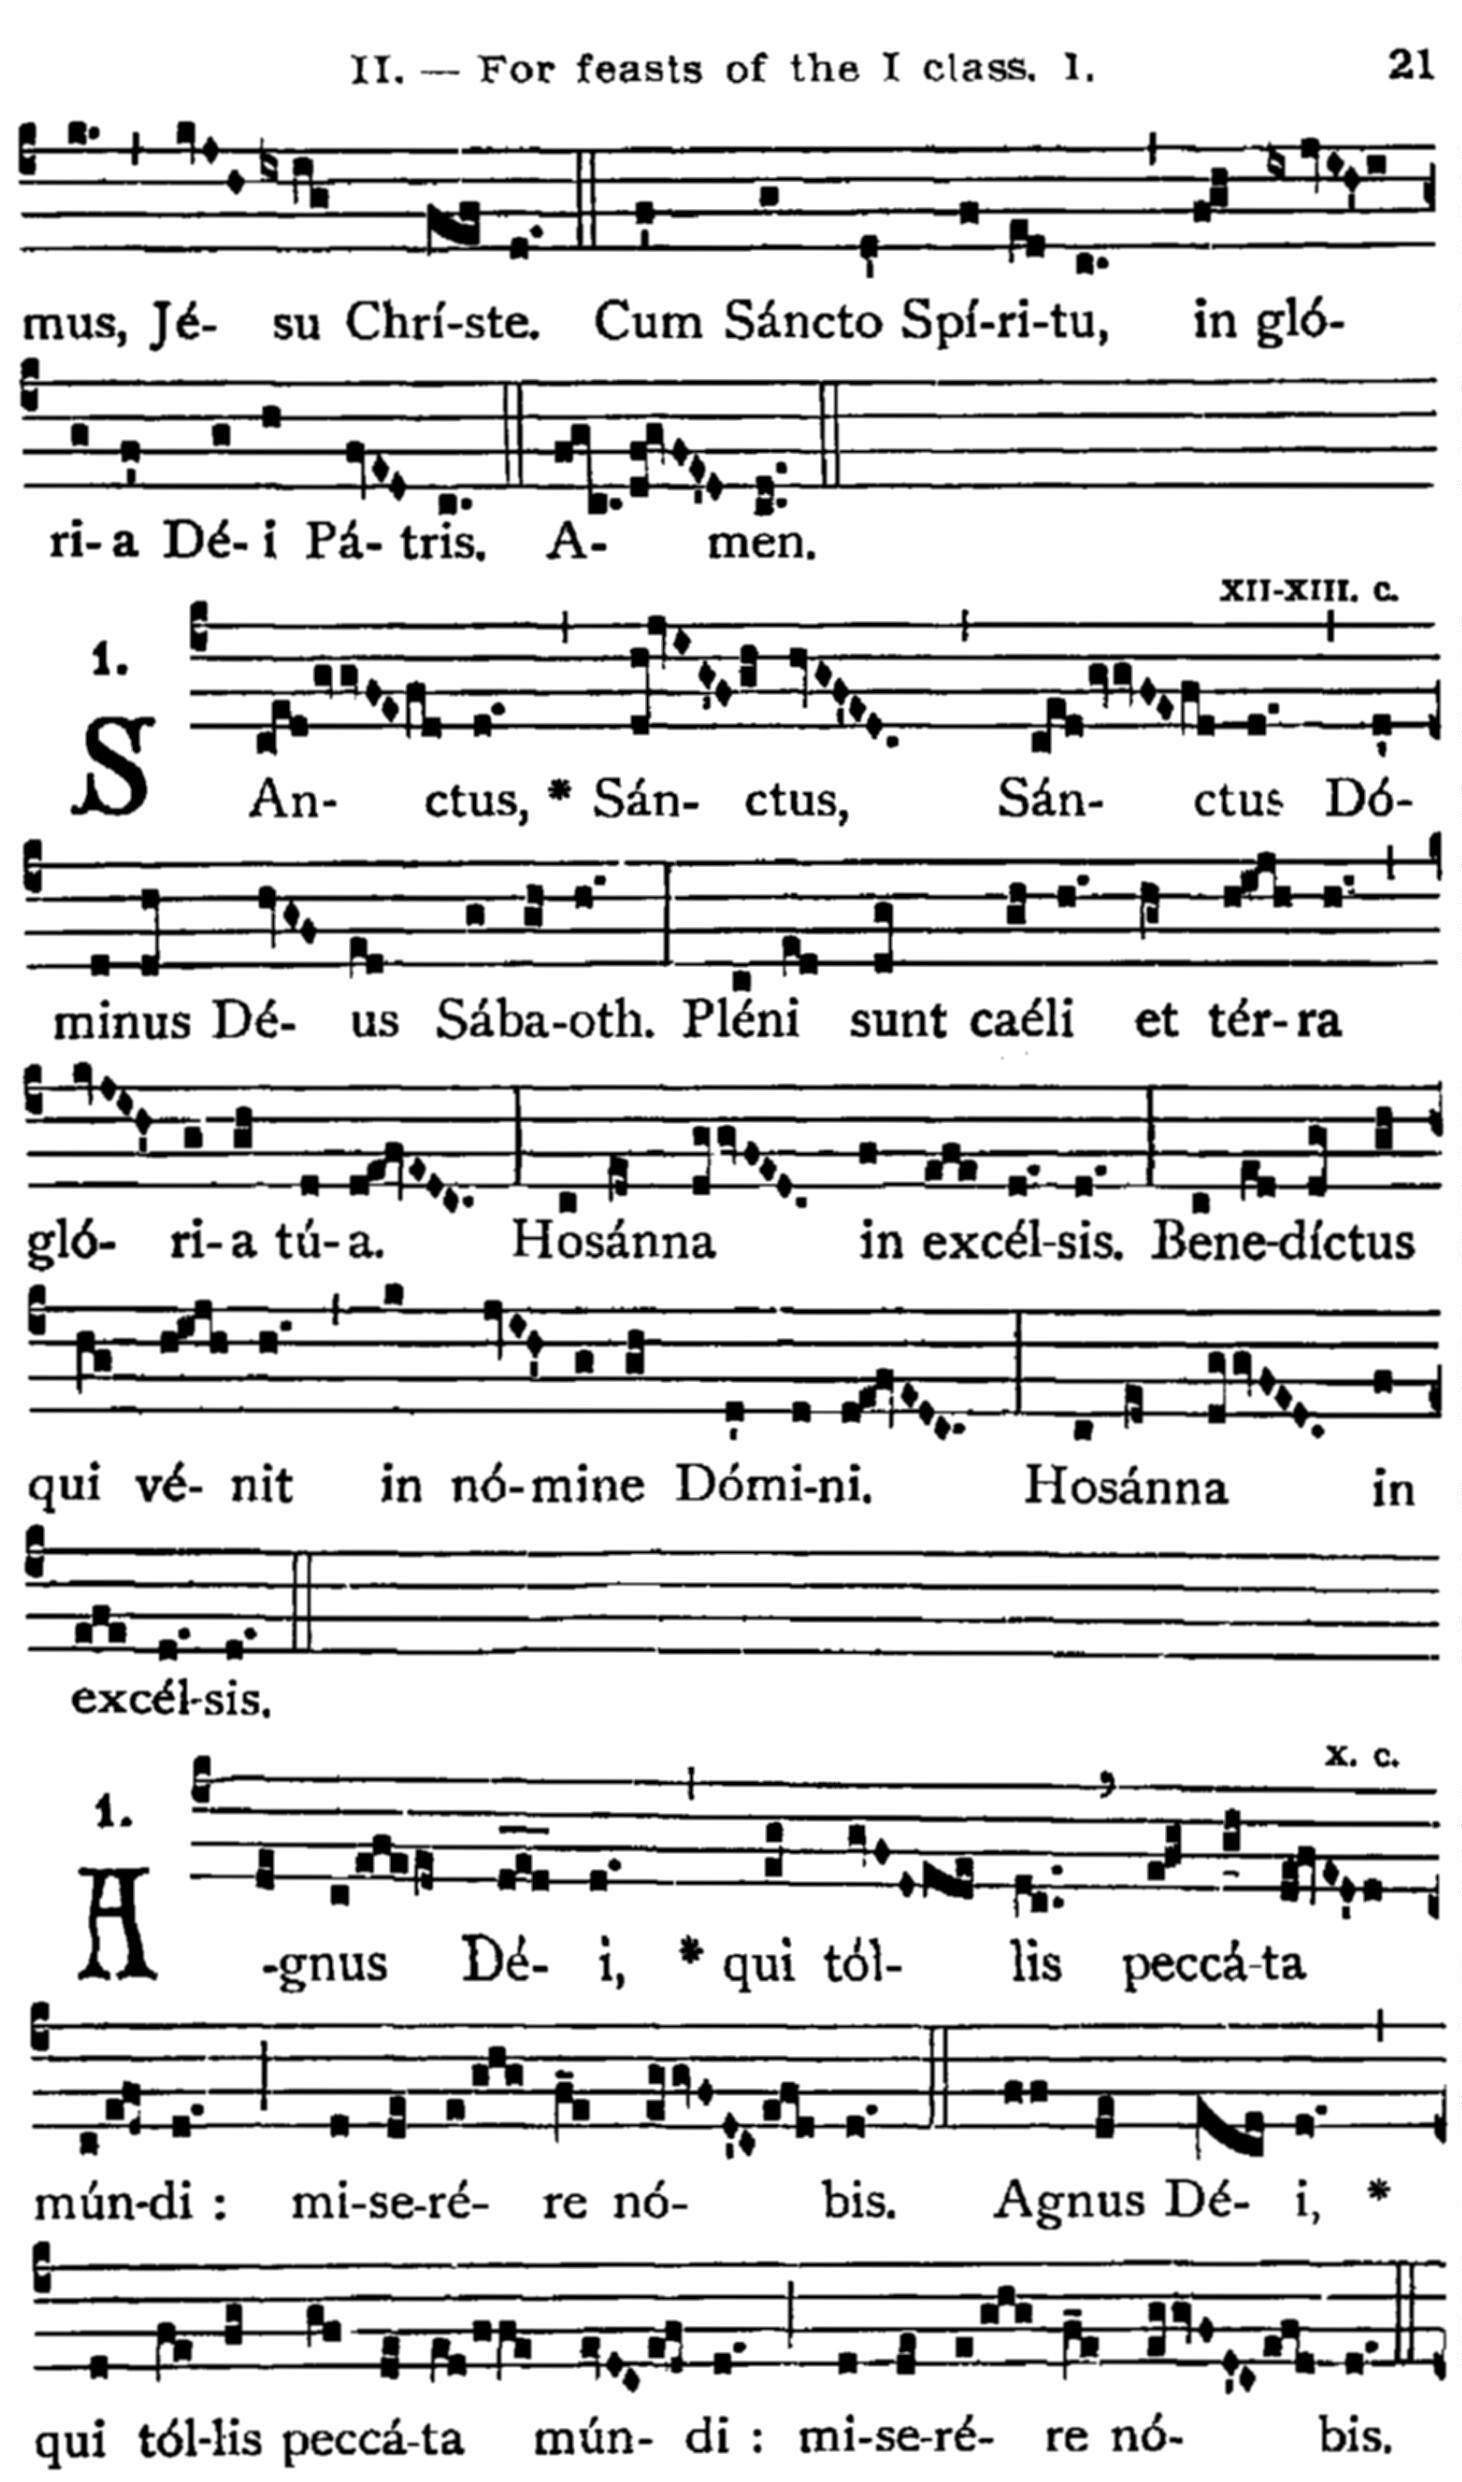 II. — For feasts of the I class. 1. 21
mus, Jé- su Chrí-ste. Cum Sáncto Spí-ri-tu, in gló-
ri- a Dé- i Pá- tris. A- men.
XII-XIII. c.
1.
SAn- ctus, * Sán- ctus, Sán- ctus Dó-
minus Dé- us Sába-oth. Pléni sunt caéli et tér- ra
gló- ri- a tú- a. Hosánna in excél-sis. Bene-díctus
qui vé- nit in nó-mine Dómi-ni. Hosánna in
excél-sis.
X. c.
1.
A-gnus Dé- i, * qui tól- lis peccá-ta
mún-di : mi-se-ré- re nó- bis. Agnus Dé- i, *
qui tól-lis peccá-ta mún- di : mi-se-ré- re nó- bis.